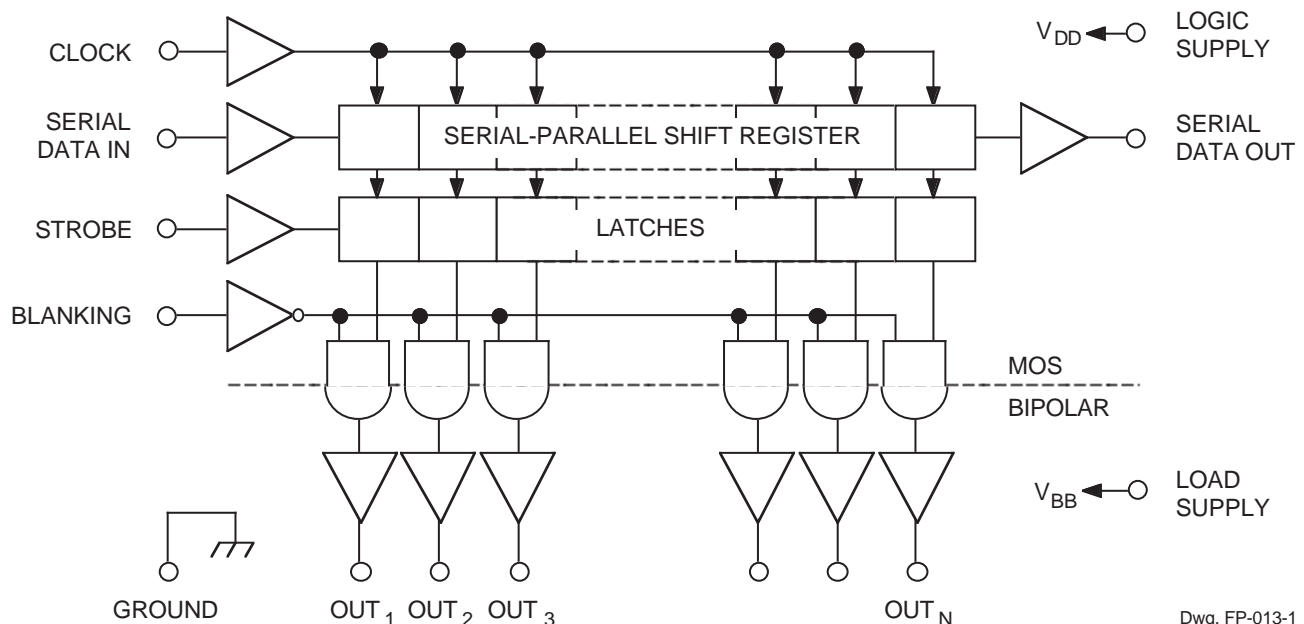 CLOCK
SERIAL
DATA IN
STROBE
BLANKING
SERIAL-PARALLEL SHIFT REGISTER
LATCHES
V DD
LOGIC
SUPPLY
SERIAL
DATA OUT
MOS
BIPOLAR
V BB
LOAD
SUPPLY
GROUND
OUT 1
OUT 2
OUT 3
OUT N
Dwg. FP-013-1